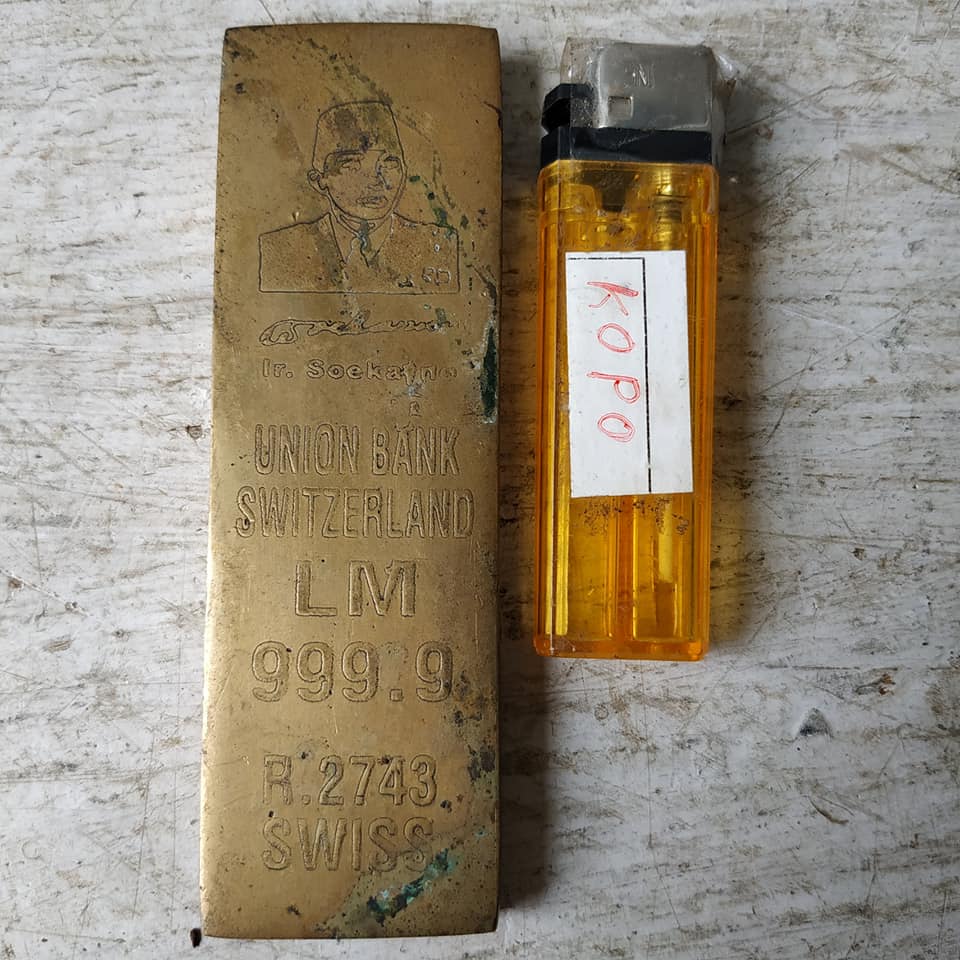 Ir. Soekarno
UNION BANK
SWITZERLAND
LM
999.9
R.2743
SWISS
KOPO